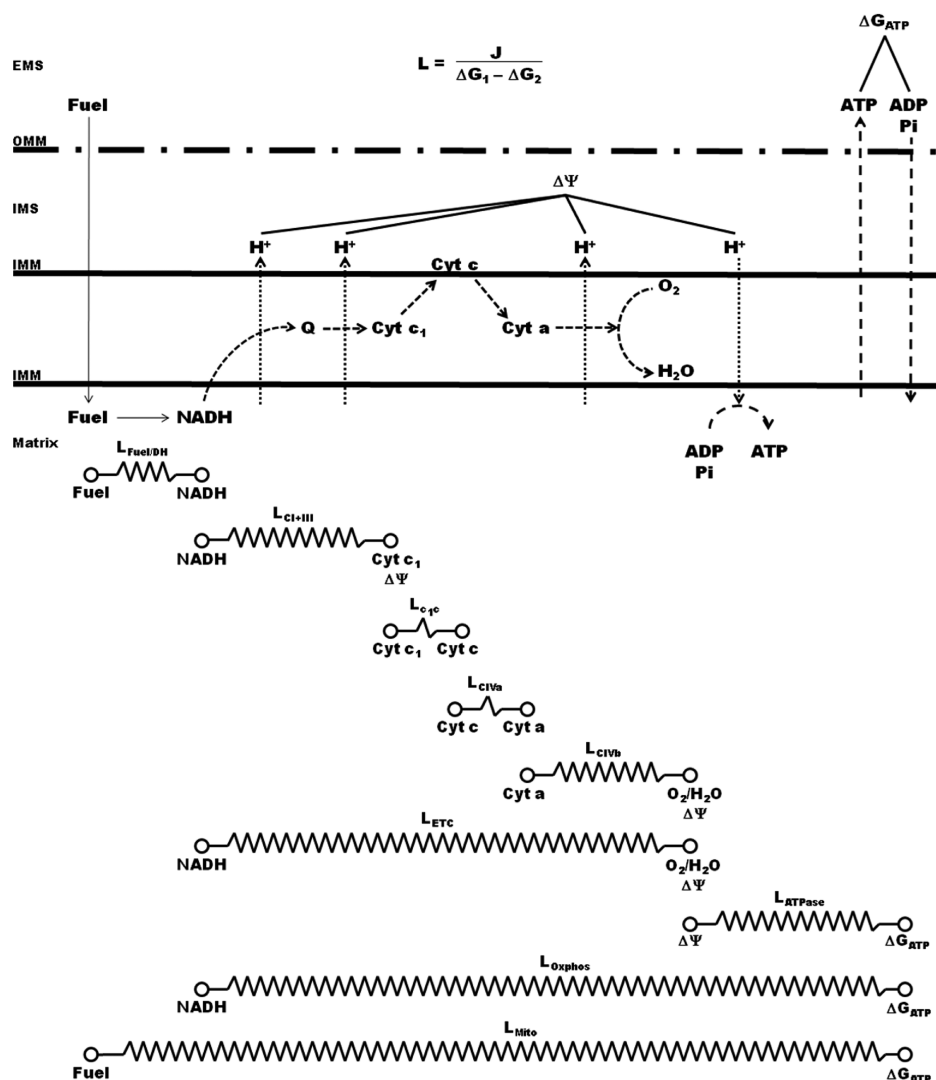 ΔG_ATP
EMS
L = J / ΔG₁ – ΔG₂
Fuel
ATP
ADP
Pi
OMM
ΔΨ
IMS
H⁺ H⁺ H⁺ H⁺
IMM
Cyt c
O₂
Q Cyt c₁ Cyt a
H₂O
IMM
Fuel NADH
Matrix
ADP
Pi
ATP
L_Fuel/DH
Fuel NADH
L_CI+III
NADH Cyt c₁
ΔΨ
L_c₁c
Cyt c₁ Cyt c
L_CIVa
Cyt c Cyt a
L_CIVb
Cyt a O₂/H₂O
ΔΨ
L_ETC
NADH O₂/H₂O
ΔΨ
L_ATPase
ΔΨ ΔG_ATP
L_Oxphos
NADH ΔG_ATP
L_Mito
Fuel ΔG_ATP